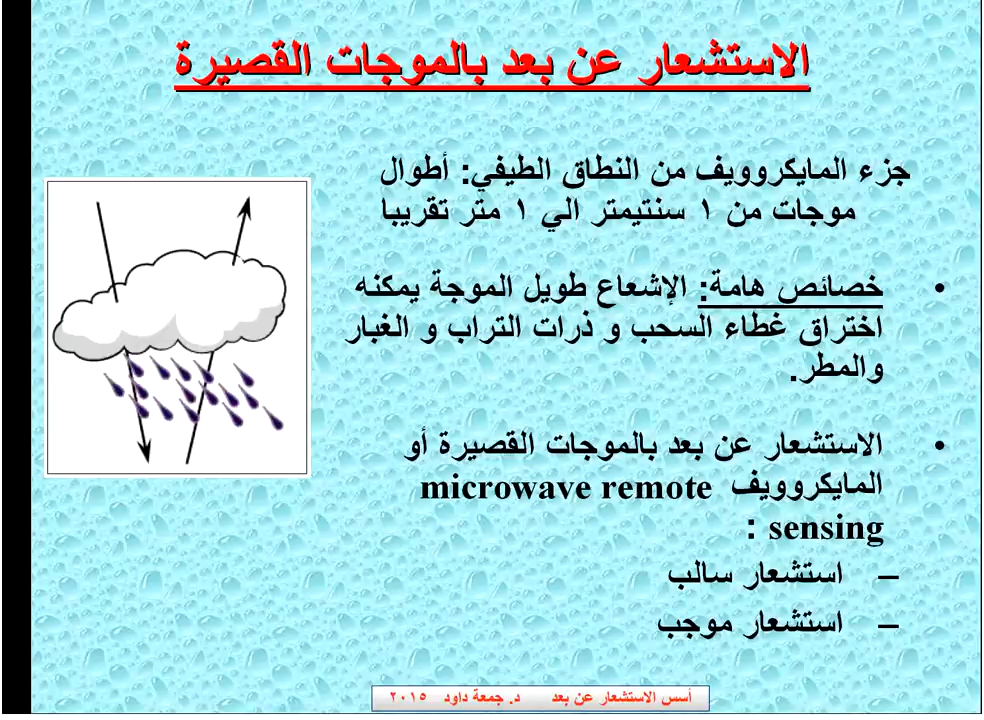 الاستشعار عن بعد بالموجات القصيرة
جزء المايكروويف من النطاق الطيفي: أطوال
موجات من ١ سنتيمتر الي ١ متر تقريبا
• خصائص هامة: الإشعاع طويل الموجة يمكنه
اختراق غطاء السحب و ذرات التراب و الغبار
والمطر.
• الاستشعار عن بعد بالموجات القصيرة أو
المايكروويف microwave remote
sensing :
– استشعار سالب
– استشعار موجب
أسس الاستشعار عن بعد د. جمعة داود ٢٠١٥